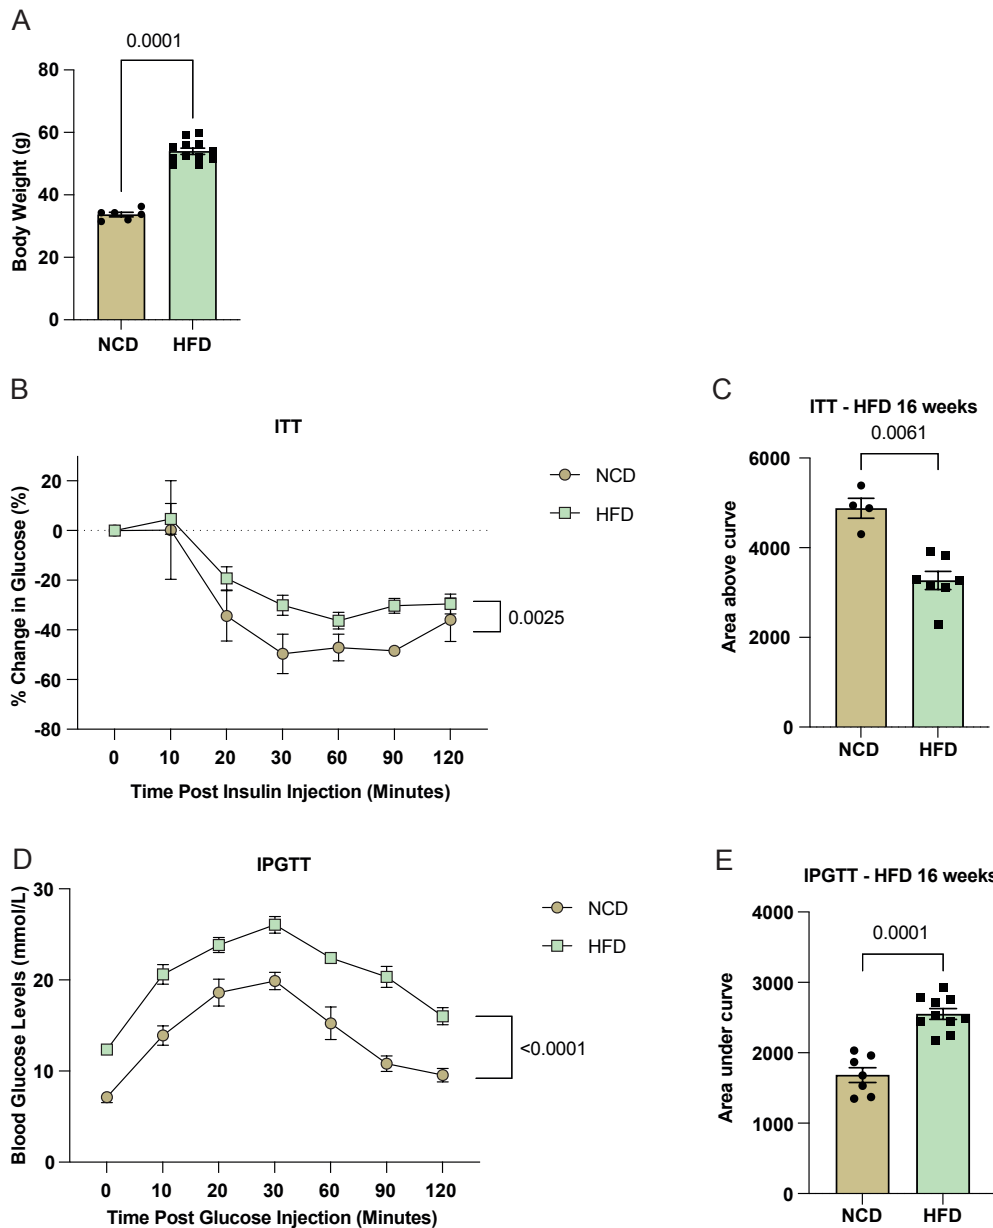 A
0.0001
80
60
40
20
0
Body Weight (g)
NCD
HFD
B
ITT
20
0
-20
-40
-60
-80
% Change in Glucose (%)
NCD
HFD
0.0025
0 10 20 30 60 90 120
Time Post Insulin Injection (Minutes)
C
ITT - HFD 16 weeks
0.0061
6000
4000
2000
0
Area above curve
NCD
HFD
D
IPGTT
30
20
10
0
Blood Glucose Levels (mmol/L)
NCD
HFD
<0.0001
0 10 20 30 60 90 120
Time Post Glucose Injection (Minutes)
E
IPGTT - HFD 16 weeks
0.0001
4000
3000
2000
1000
0
Area under curve
NCD
HFD